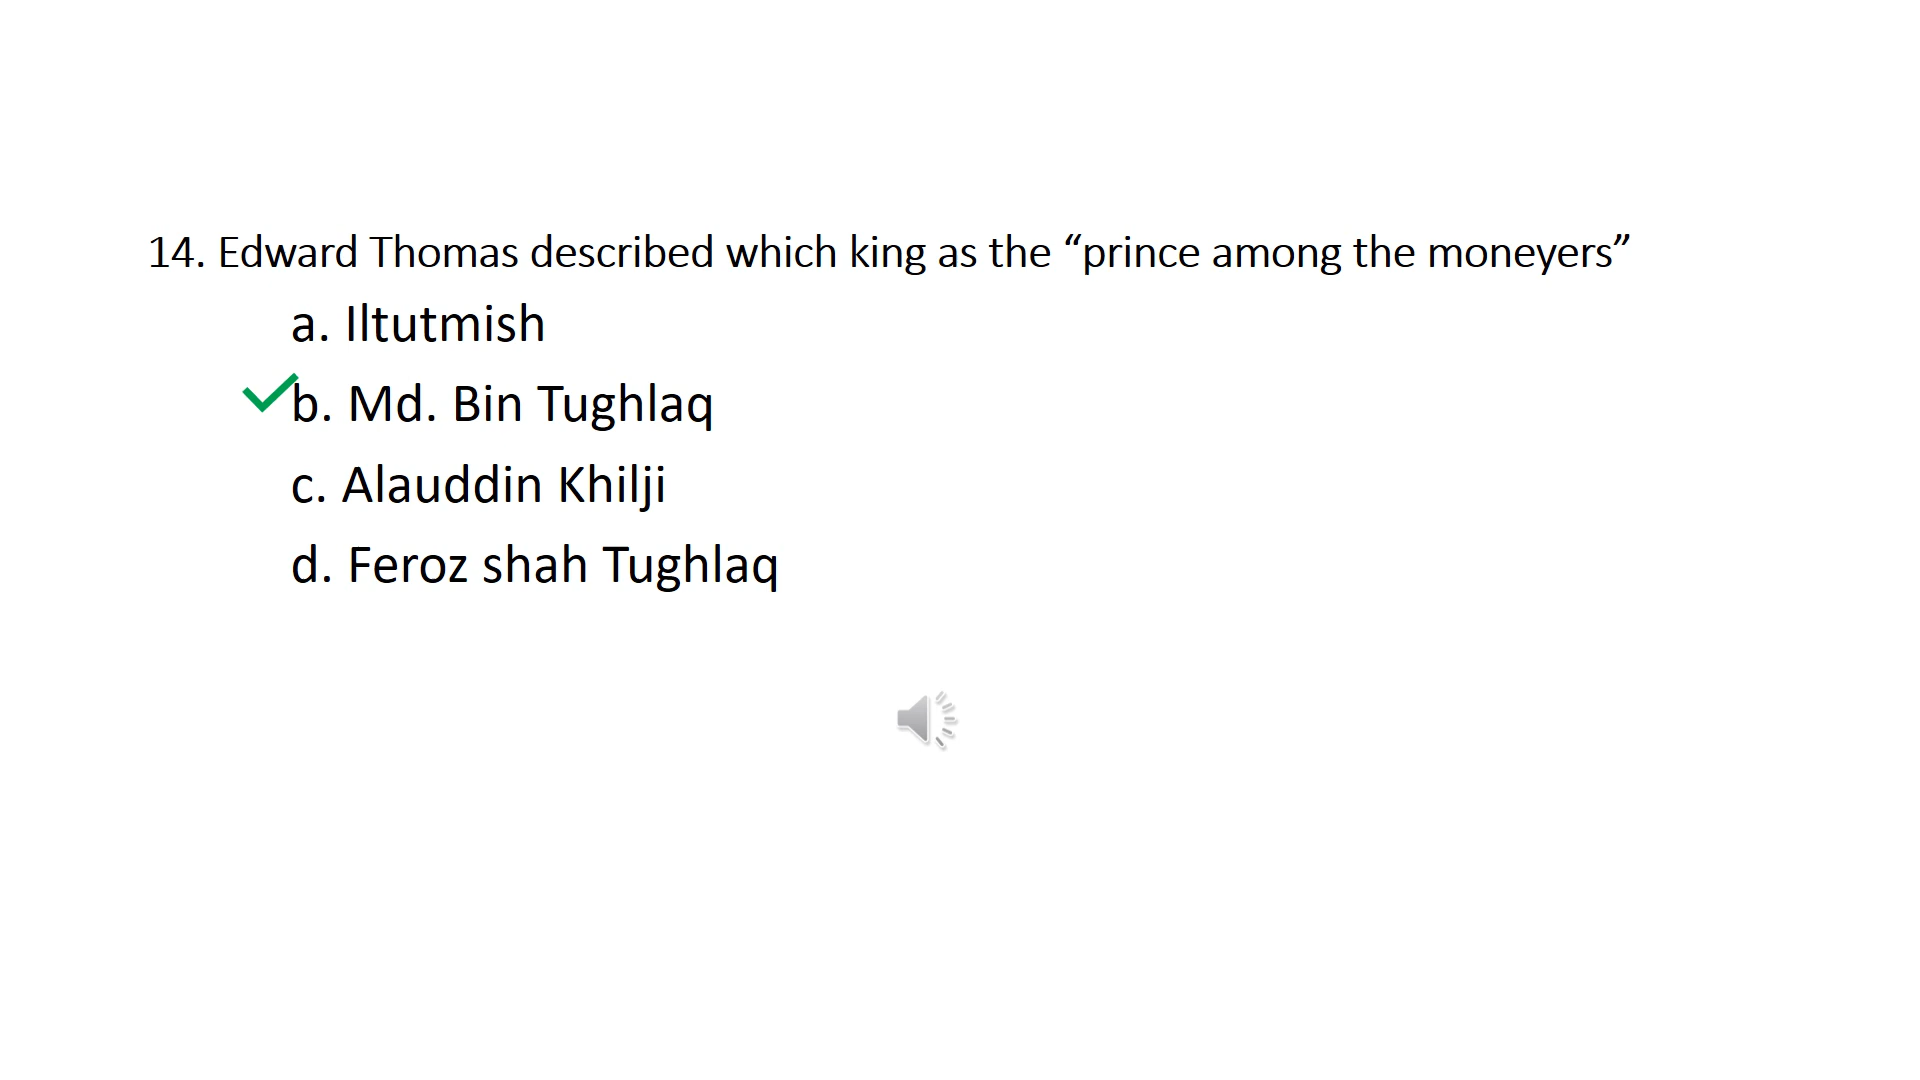 14. Edward Thomas described which king as the “prince among the moneyers”
a. Iltutmish
b. Md. Bin Tughlaq
c. Alauddin Khilji
d. Feroz shah Tughlaq